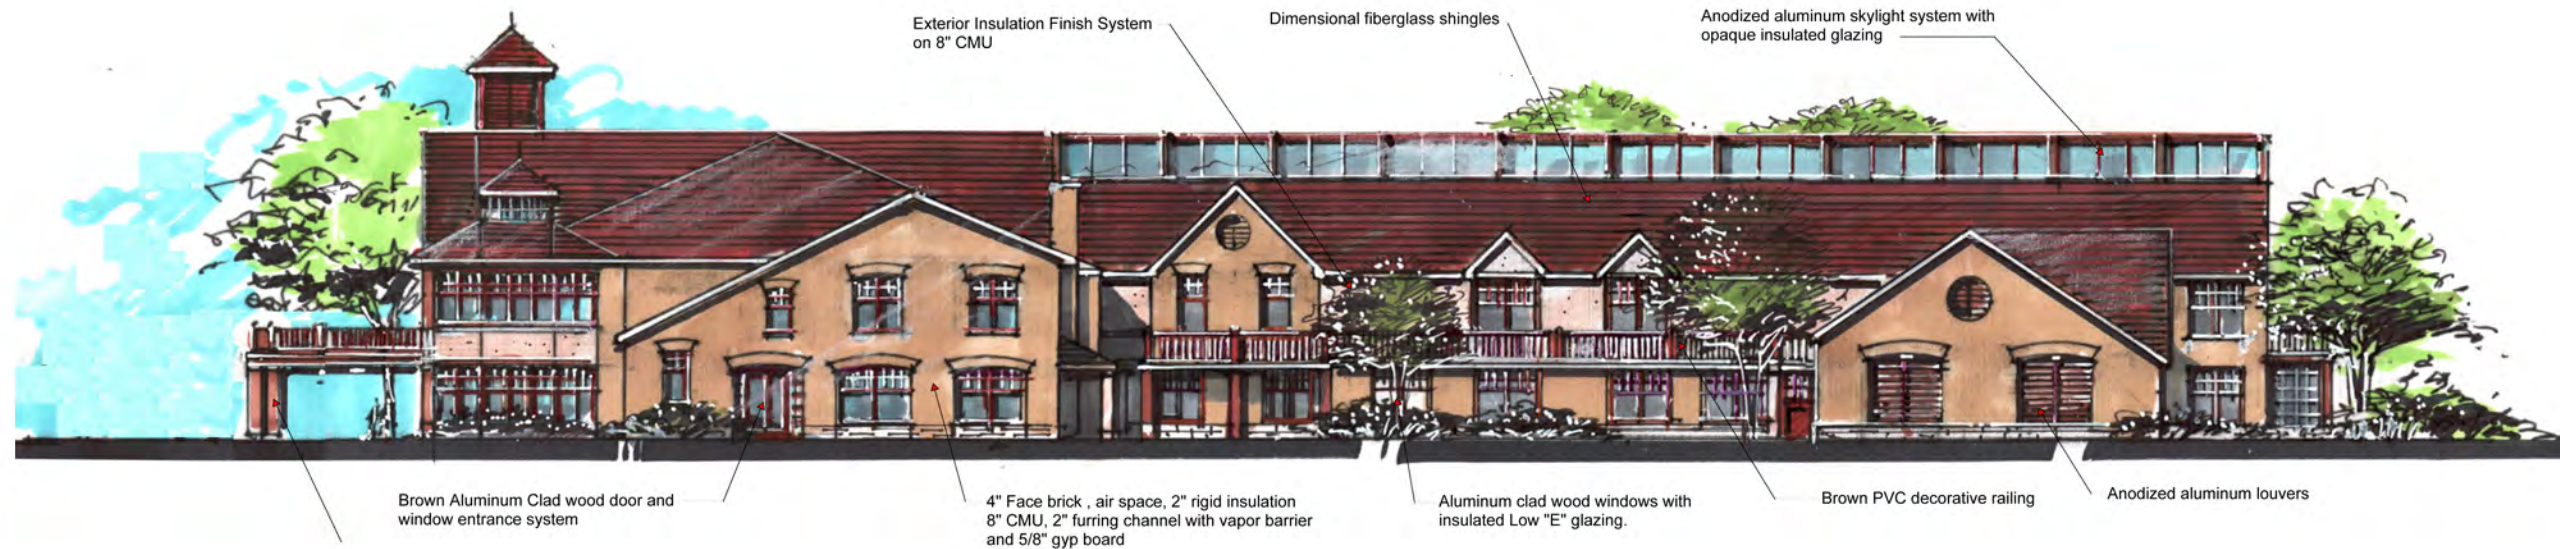 Exterior Insulation Finish System
on 8" CMU
Dimensional fiberglass shingles
Anodized aluminum skylight system with
opaque insulated glazing
Brown Aluminum Clad wood door and
window entrance system
4" Face brick , air space, 2" rigid insulation
8" CMU, 2" furring channel with vapor barrier
and 5/8" gyp board
Aluminum clad wood windows with
insulated Low "E" glazing.
Brown PVC decorative railing
Anodized aluminum louvers